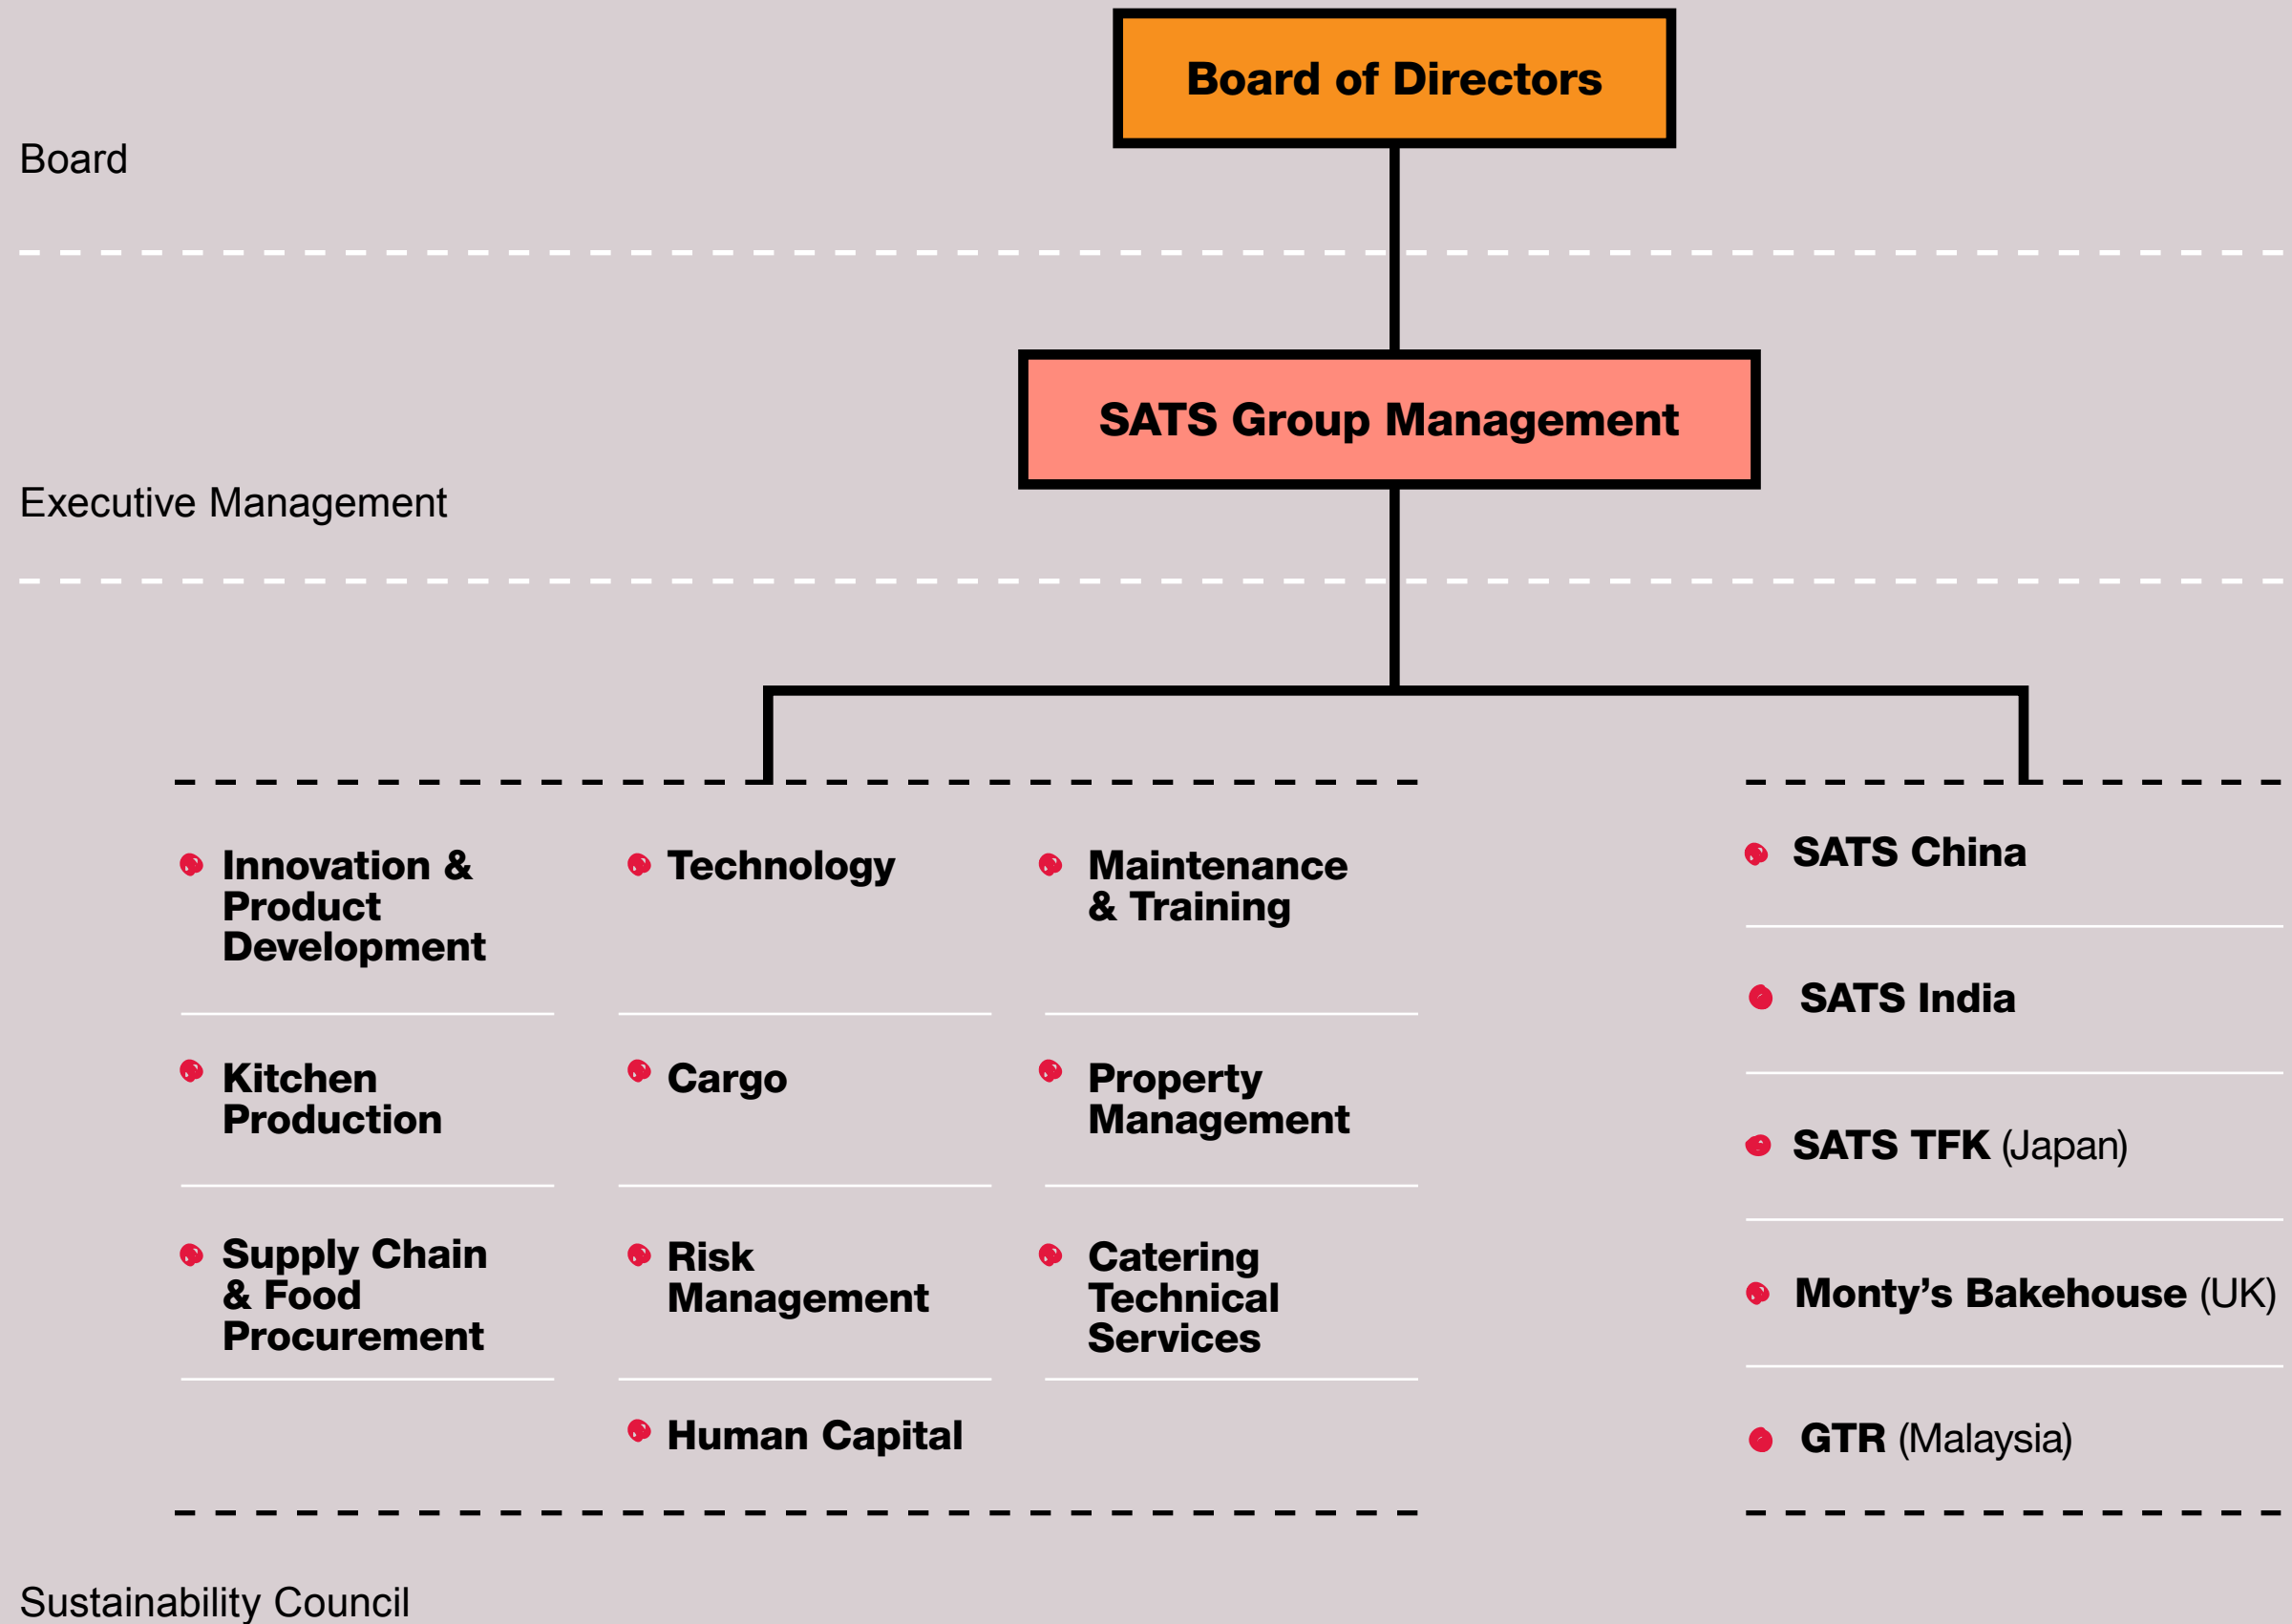 Board of Directors
Board
SATS Group Management
Executive Management
Innovation &
Product
Development
Kitchen
Production
Supply Chain
& Food
Procurement
Technology
Cargo
Risk
Management
Human Capital
Maintenance
& Training
Property
Management
Catering
Technical
Services
SATS China
SATS India
SATS TFK (Japan)
Monty’s Bakehouse (UK)
GTR (Malaysia)
Sustainability Council